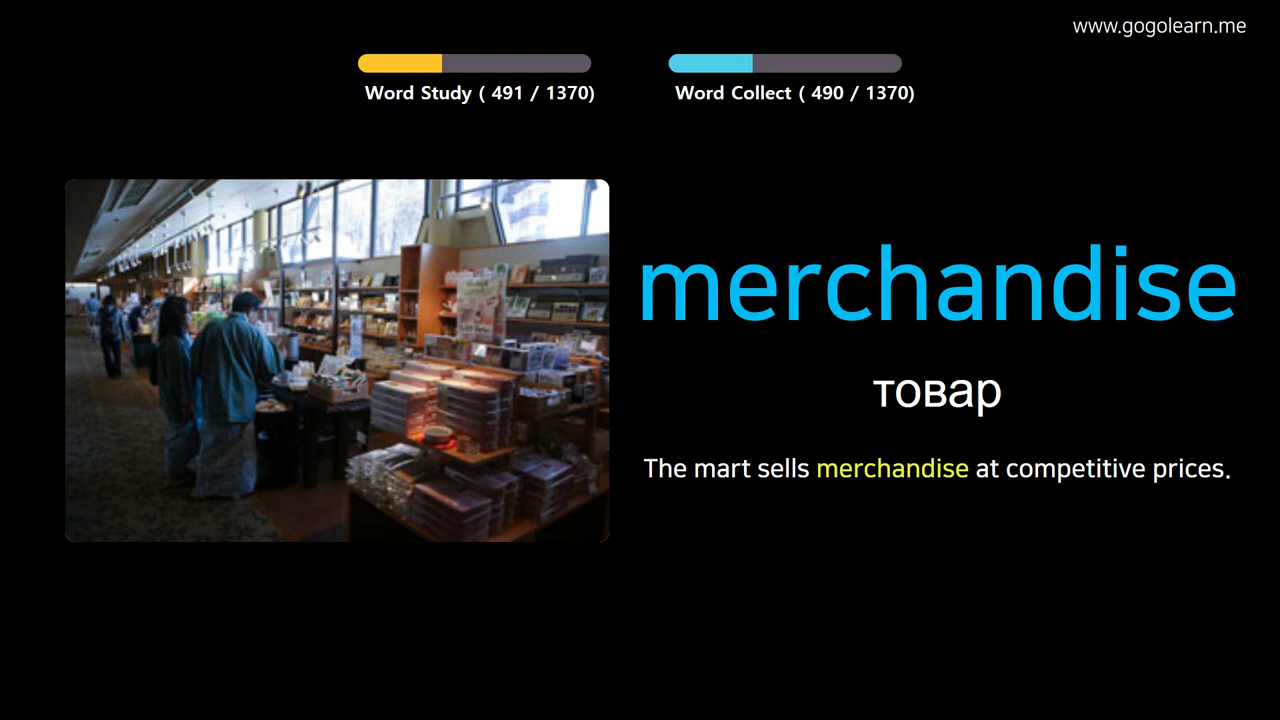 www.gogolearn.me
Word Study ( 491 / 1370)
Word Collect ( 490 / 1370)
merchandise
товар
The mart sells merchandise at competitive prices.